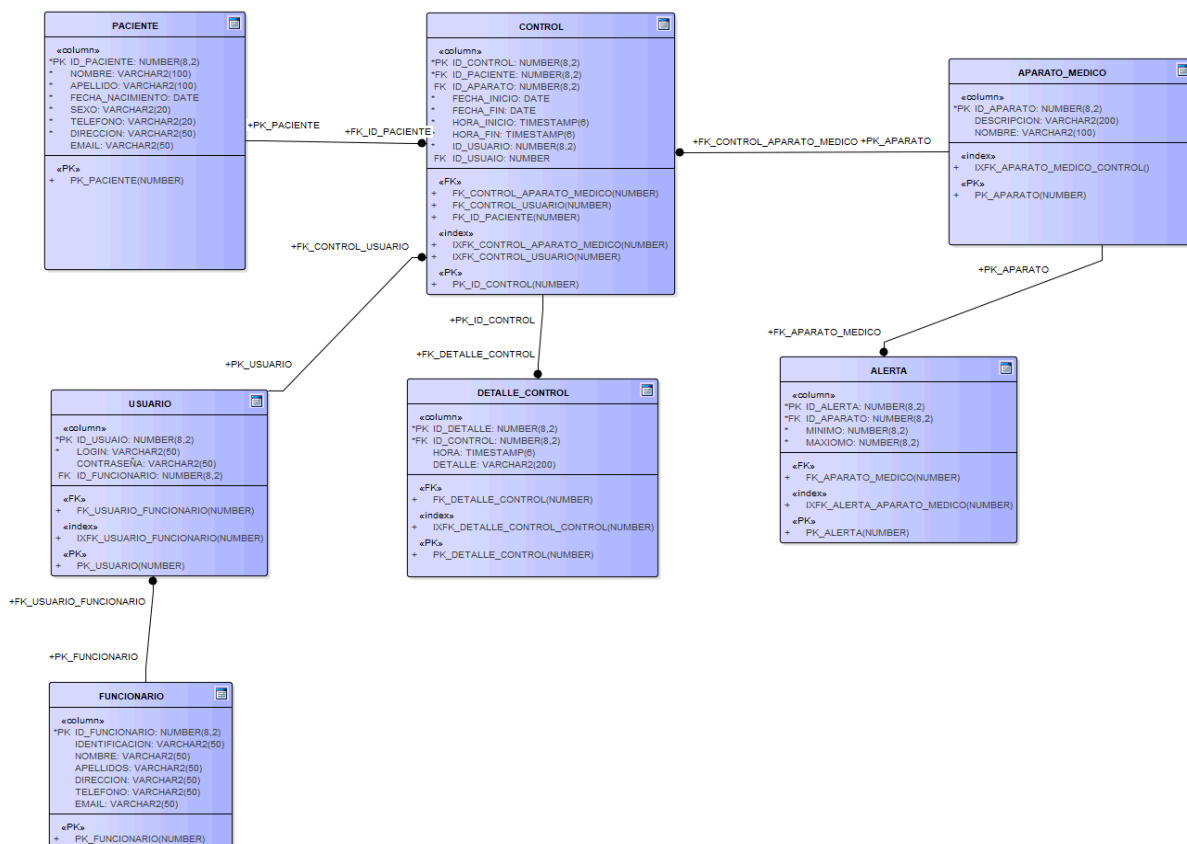 PACIENTE
«column»
*PK ID_PACIENTE: NUMBER(8,2)
* NOMBRE: VARCHAR2(100)
* APELLIDO: VARCHAR2(100)
* FECHA_NACIMIENTO: DATE
* SEXO: VARCHAR2(20)
* TELEFONO: VARCHAR2(20)
* DIRECCION: VARCHAR2(50)
* EMAIL: VARCHAR2(50)
«PK»
+ PK_PACIENTE(NUMBER)
+PK_PACIENTE
+FK_ID_PACIENTE
CONTROL
«column»
*PK ID_CONTROL: NUMBER(8,2)
*FK ID_PACIENTE: NUMBER(8,2)
FK ID_APARATO: NUMBER(8,2)
* FECHA_INICIO: DATE
* FECHA_FIN: DATE
* HORA_INICIO: TIMESTAMP(6)
* HORA_FIN: TIMESTAMP(6)
* ID_USUARIO: NUMBER(8,2)
FK ID_USUAIO: NUMBER
«FK»
+ FK_CONTROL_APARATO_MEDICO(NUMBER)
+ FK_CONTROL_USUARIO(NUMBER)
+ FK_ID_PACIENTE(NUMBER)
«index»
+ IXFK_CONTROL_APARATO_MEDICO(NUMBER)
+ IXFK_CONTROL_USUARIO(NUMBER)
«PK»
+ PK_ID_CONTROL(NUMBER)
+FK_CONTROL_APARATO_MEDICO
+PK_APARATO
APARATO_MEDICO
«column»
*PK ID_APARATO: NUMBER(8,2)
DESCRIPCION: VARCHAR2(200)
NOMBRE: VARCHAR2(100)
«index»
+ IXFK_APARATO_MEDICO_CONTROL()
«PK»
+ PK_APARATO(NUMBER)
+FK_CONTROL_USUARIO
+PK_USUARIO
+PK_ID_CONTROL
+FK_DETALLE_CONTROL
+PK_APARATO
+FK_APARATO_MEDICO
USUARIO
«column»
*PK ID_USUAIO: NUMBER(8,2)
* LOGIN: VARCHAR2(50)
CONTRASEÑA: VARCHAR2(50)
FK ID_FUNCIONARIO: NUMBER(8,2)
«FK»
+ FK_USUARIO_FUNCIONARIO(NUMBER)
«index»
+ IXFK_USUARIO_FUNCIONARIO(NUMBER)
«PK»
+ PK_USUARIO(NUMBER)
DETALLE_CONTROL
«column»
*PK ID_DETALLE: NUMBER(8,2)
*FK ID_CONTROL: NUMBER(8,2)
HORA: TIMESTAMP(6)
DETALLE: VARCHAR2(200)
«FK»
+ FK_DETALLE_CONTROL(NUMBER)
«index»
+ IXFK_DETALLE_CONTROL_CONTROL(NUMBER)
«PK»
+ PK_DETALLE_CONTROL(NUMBER)
ALERTA
«column»
*PK ID_ALERTA: NUMBER(8,2)
*FK ID_APARATO: NUMBER(8,2)
* MINIMO: NUMBER(8,2)
* MAXIOMO: NUMBER(8,2)
«FK»
+ FK_APARATO_MEDICO(NUMBER)
«index»
+ IXFK_ALERTA_APARATO_MEDICO(NUMBER)
«PK»
+ PK_ALERTA(NUMBER)
+FK_USUARIO_FUNCIONARIO
+PK_FUNCIONARIO
FUNCIONARIO
«column»
*PK ID_FUNCIONARIO: NUMBER(8,2)
IDENTIFICACION: VARCHAR2(50)
NOMBRE: VARCHAR2(50)
APELLIDOS: VARCHAR2(50)
DIRECCION: VARCHAR2(50)
TELEFONO: VARCHAR2(50)
EMAIL: VARCHAR2(50)
«PK»
+ PK_FUNCIONARIO(NUMBER)